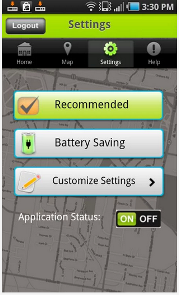 3:30 PM
Logout
Settings
Home
Map
Settings
Help
Recommended
Battery Saving
Customize Settings
Application Status:
ON OFF